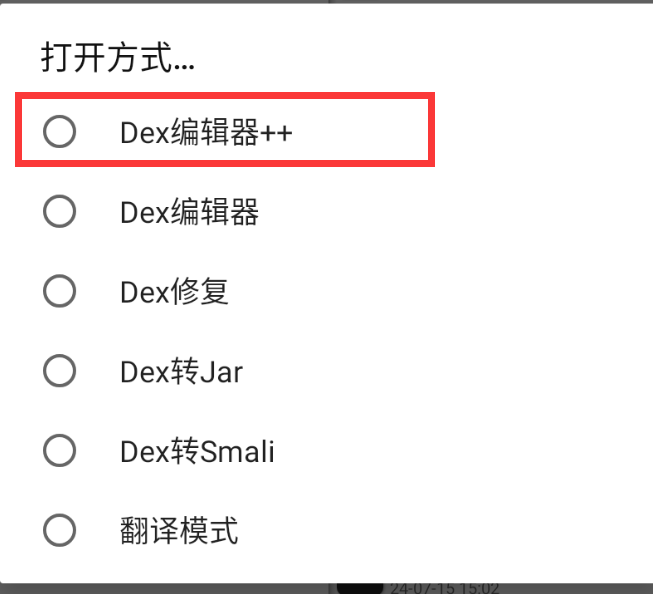 打开方式...
Dex编辑器++
Dex编辑器
Dex修复
Dex转Jar
Dex转Smali
翻译模式
24-07-15 15:02